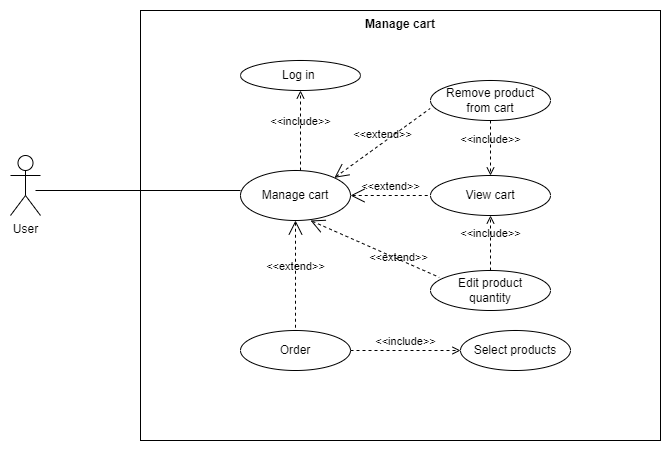 Manage cart
Log in
Remove product
from cart
<<include>>
<<extend>>
<<include>>
Manage cart
<<extend>>
View cart
User
<<include>>
<<extend>>
<<extend>>
Edit product
quantity
<<include>>
Order
Select products